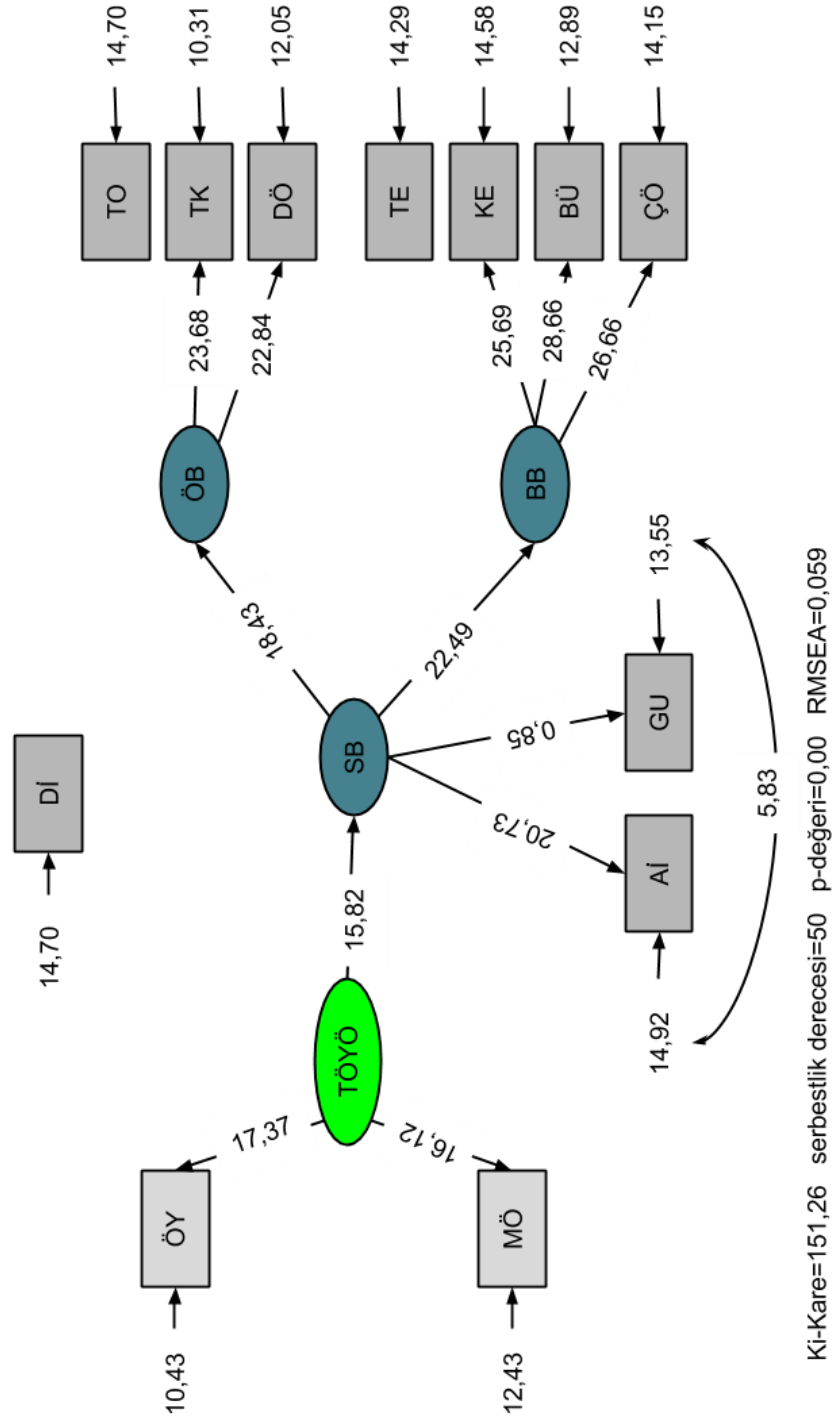 14,70
Dİ
TO
14,70
10,43
ÖY
ÖB
23,68
TK
10,31
17,37
18,43
22,84
DÖ
12,05
TÖYÖ
15,82
SB
TE
14,29
16,12
22,49
25,69
KE
14,58
12,43
MÖ
20,73
0,85
BB
28,66
BÜ
12,89
26,66
14,92
Aİ
GU
13,55
ÇÖ
14,15
5,83
Ki-Kare=151,26 serbestlik derecesi=50 p-değeri=0,00 RMSEA=0,059